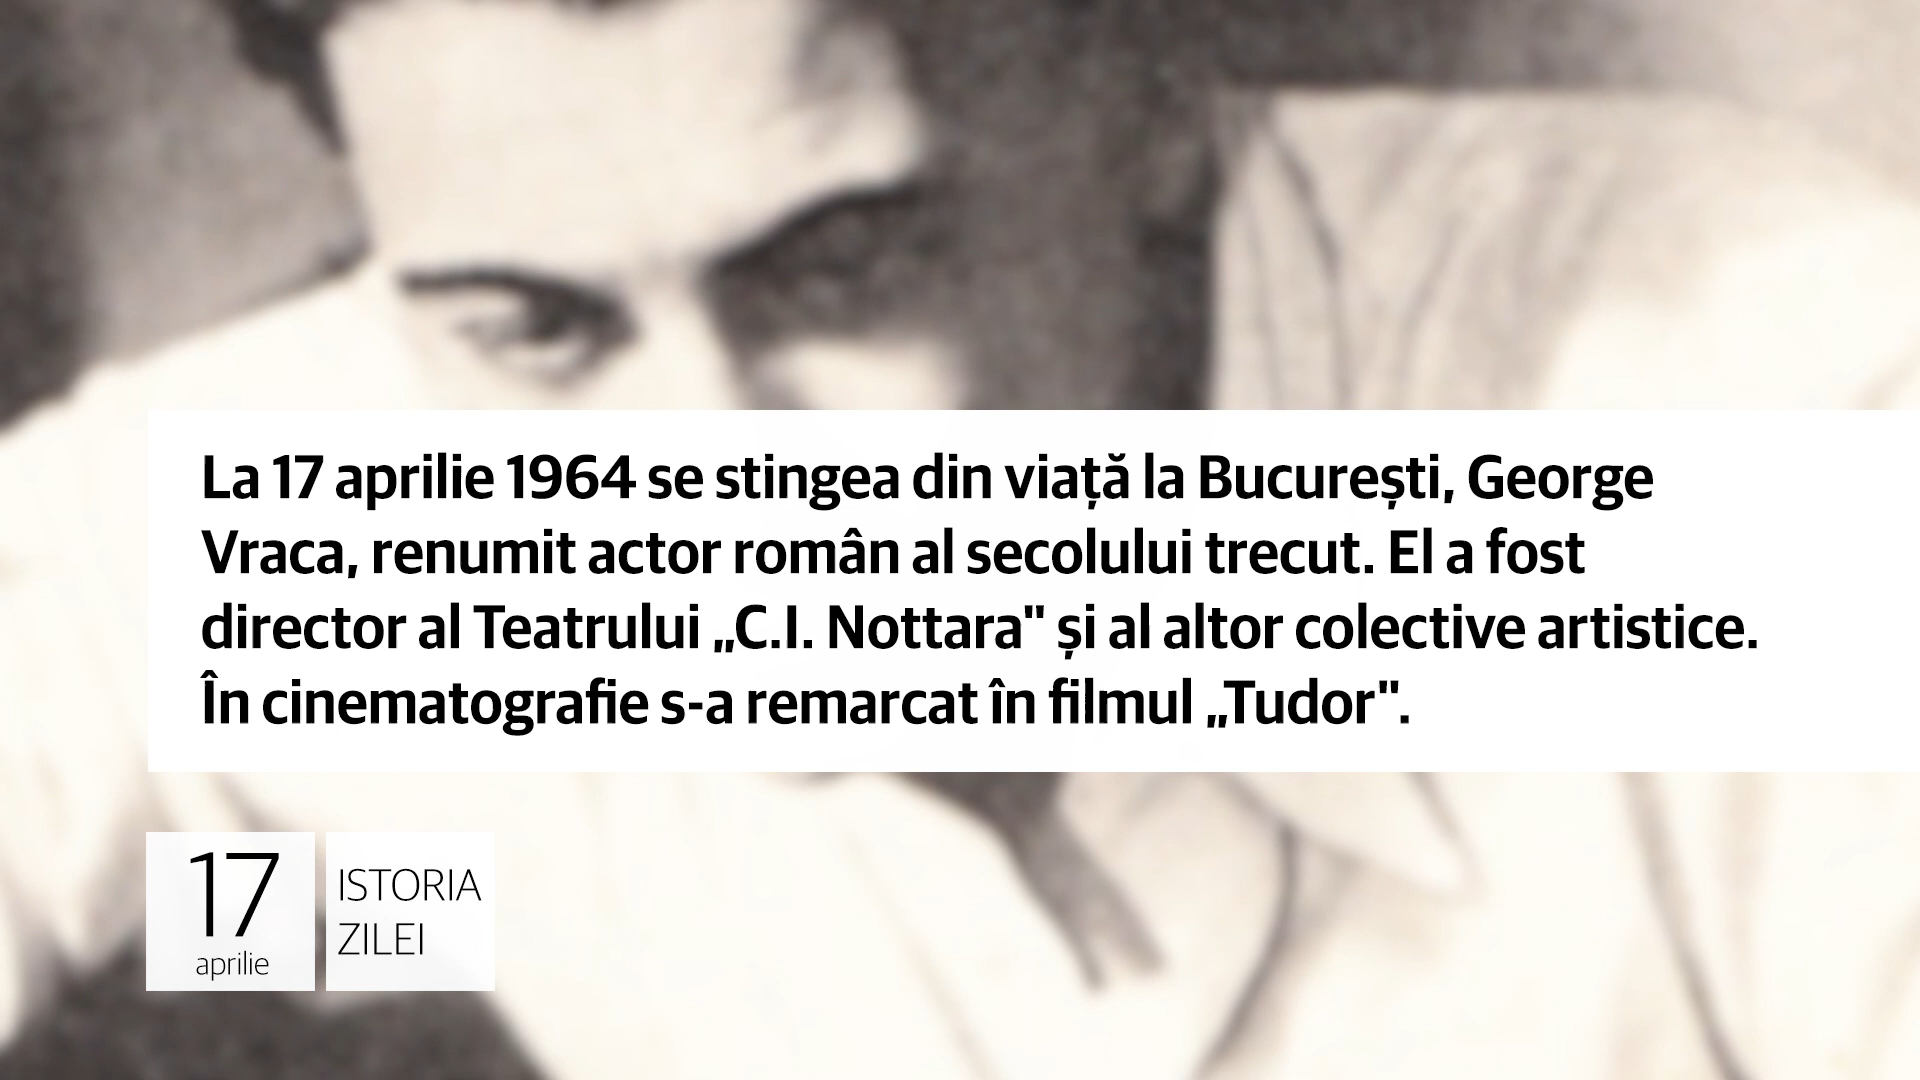 La 17 aprilie 1964 se stingea din viață la București, George
Vraca, renumit actor român al secolului trecut. El a fost
director al Teatrului „C.I. Nottara" și al altor colective artistice.
În cinematografie s-a remarcat în filmul „Tudor".
17
aprilie
ISTORIA
ZILEI